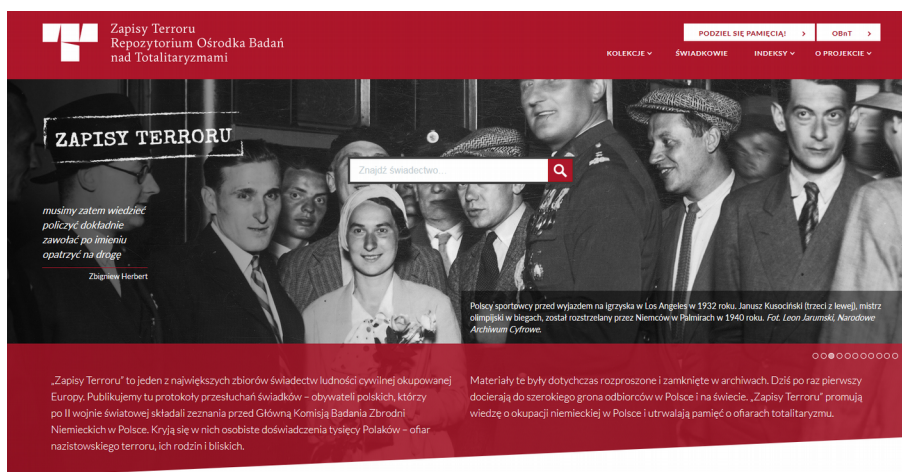 Zapisy Terroru
Repozytorium Ośrodka Badań
nad Totalitaryzmami
PODZIEL SIĘ PAMIĘCIĄ! >
OBnT >
KOLEKCJE
ŚWIADKOWIE
INDEKSY
O PROJEKCIE
ZAPISY TERRORU
Znajdź świadectwo...
musimy zatem wiedzieć
policzyć dokładnie
zawołać po imieniu
opatrzyć na drogę
Zbigniew Herbert
Polscy sportowcy przed wyjazdem na igrzyska w Los Angeles w 1932 roku. Janusz Kusociński (trzeci z lewej), mistrz
olimpijski w biegach, został rozstrzelany przez Niemców w Palmirach w 1940 roku. Fot. Leon Jarumski, Narodowe
Archiwum Cyfrowe.
„Zapisy Terroru” to jeden z największych zbiorów świadectw ludności cywilnej okupowanej
Europy. Publikujemy tu protokoły przesłuchań świadków – obywateli polskich, którzy
po II wojnie światowej składali zeznania przed Główną Komisją Badania Zbrodni
Niemieckich w Polsce. Kryją się w nich osobiste doświadczenia tysięcy Polaków – ofiar
nazistowskiego terroru, ich rodzin i bliskich.
Materiały te były dotychczas rozproszone i zamknięte w archiwach. Dziś po raz pierwszy
docierają do szerokiego grona odbiorców w Polsce i na świecie. „Zapisy Terroru” promują
wiedzę o okupacji niemieckiej w Polsce i utrwalają pamięć o ofiarach totalitaryzmu.